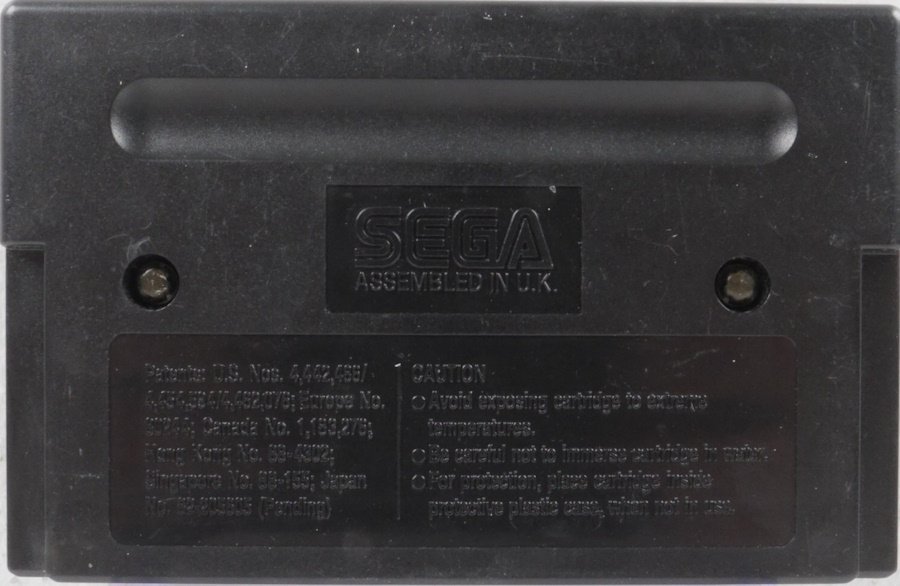 SEGA
ASSEMBLED IN U.K.
Patents: U.S. Nos. 4,442,486/
4,454,594/4,462,076; Europe No.
80244; Canada No. 1,183,276;
Hong Kong No. 88-4302;
Singapore No. 88-155; Japan
No. (Pending)
CAUTION
○ Avoid exposing cartridge to extreme
temperatures.
○ Be careful not to immerse cartridge in water.
○ For protection, place cartridge inside
protective plastic case, when not in use.